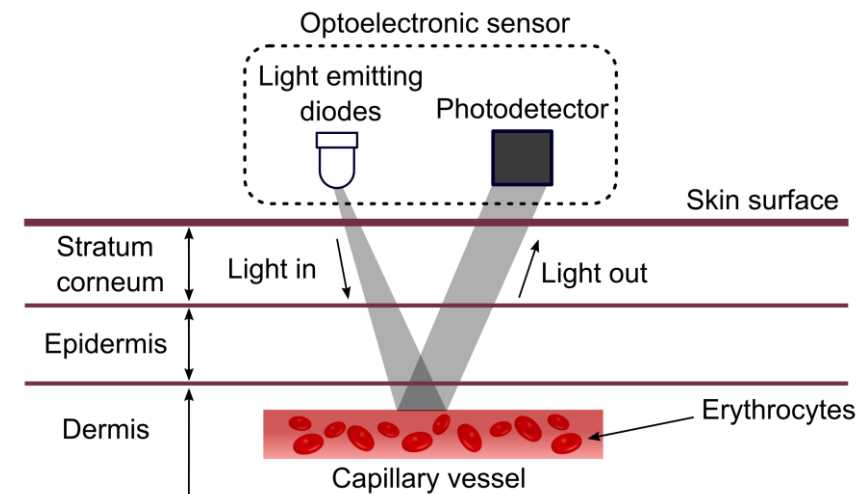 Optoelectronic sensor
Light emitting
diodes
Photodetector
Skin surface
Stratum
corneum
Light in
Light out
Epidermis
Dermis
Erythrocytes
Capillary vessel